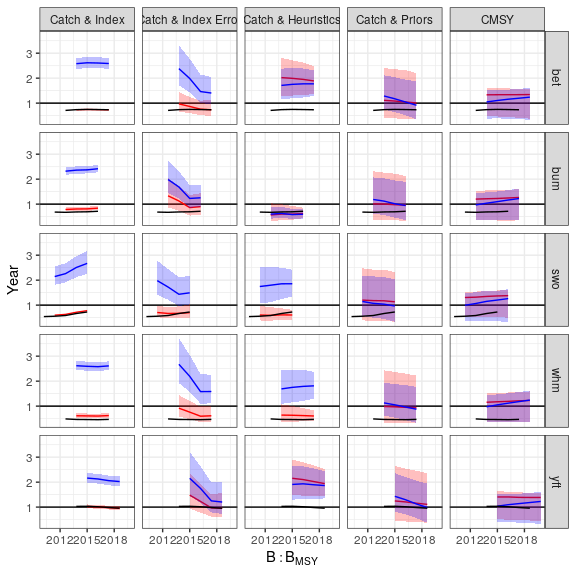 Catch & Index
Catch & Index Erro
Catch & Heuristics
Catch & Priors
CMSY
3
2
1
bet
3
2
1
bum
Year
3
2
1
swo
3
2
1
whm
3
2
1
yft
2012 2015 2018
2012 2015 2018
2012 2015 2018
2012 2015 2018
2012 2015 2018
B : BMSY